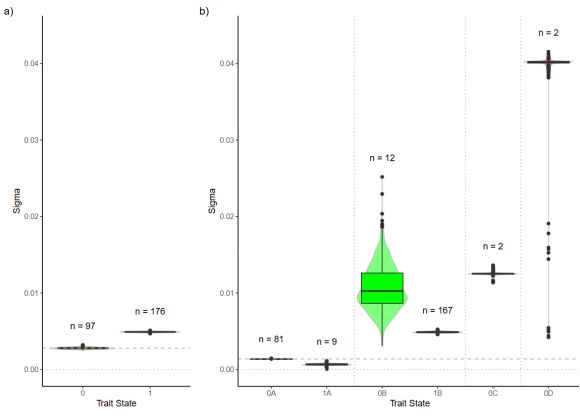 a)
b)
Sigma
0.04
0.03
0.02
0.01
0.00
n = 97
n = 176
0
1
Trait State
Sigma
0.04
0.03
0.02
0.01
0.00
n = 81
n = 9
n = 12
n = 167
n = 2
n = 2
0A
1A
0B
1B
0C
0D
Trait State